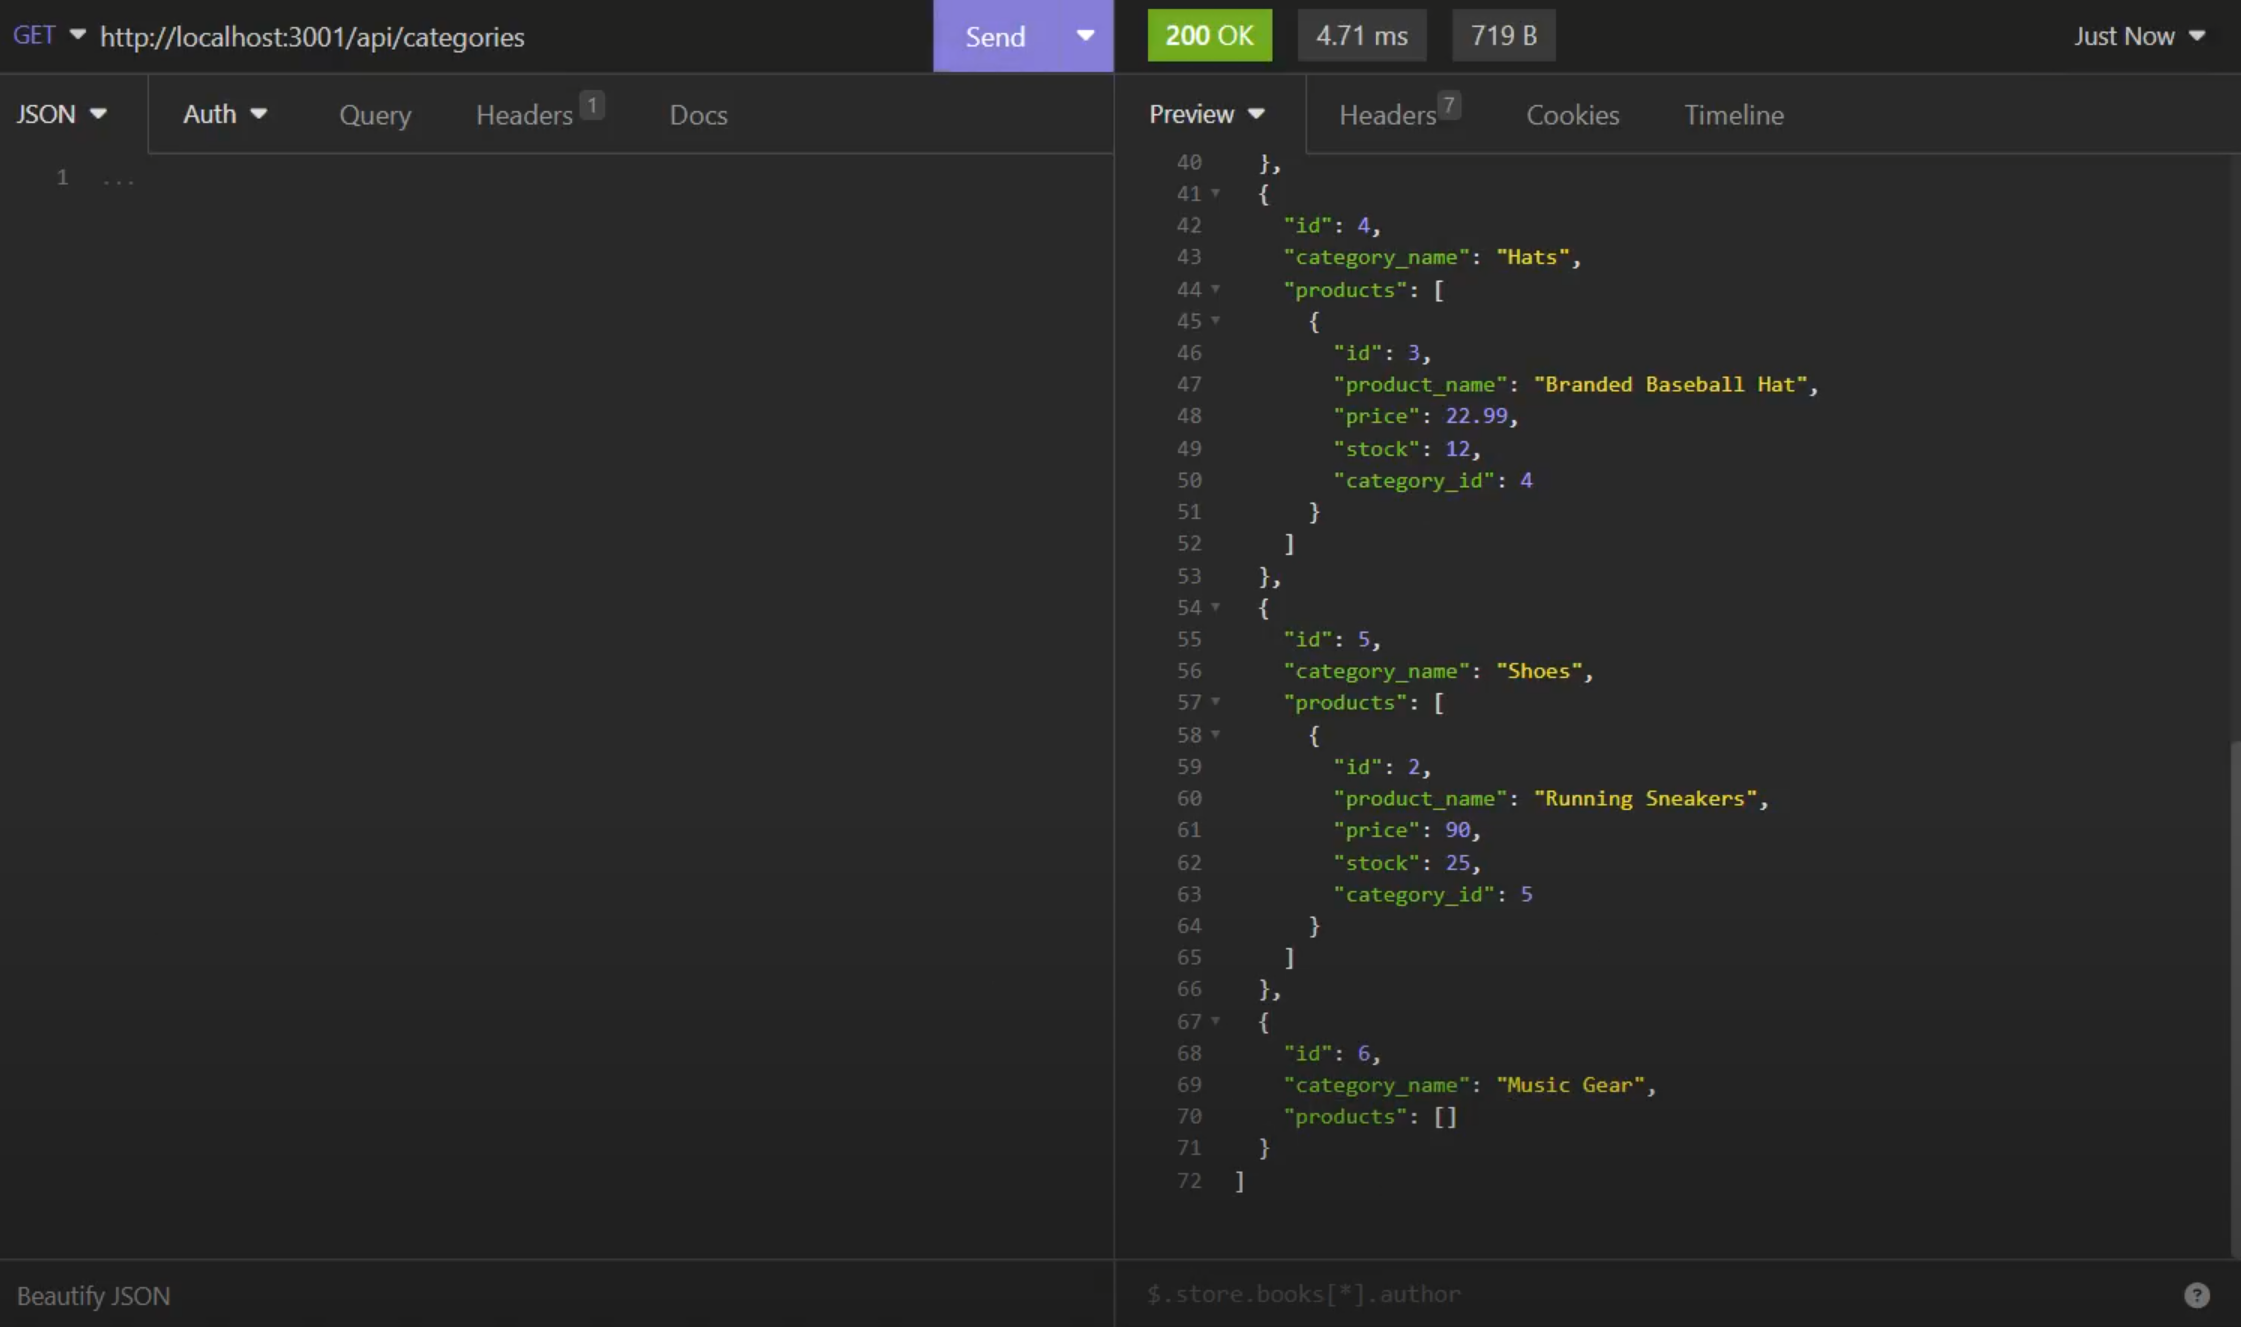 GET http://localhost:3001/api/categories Send 200 OK 4.71 ms 719 B Just Now
JSON Auth Query Headers 1 Docs
1 ...
Preview Headers 7 Cookies Timeline
40 },
41 {
42 "id": 4,
43 "category_name": "Hats",
44 "products": [
45 {
46 "id": 3,
47 "product_name": "Branded Baseball Hat",
48 "price": 22.99,
49 "stock": 12,
50 "category_id": 4
51 }
52 ]
53 },
54 {
55 "id": 5,
56 "category_name": "Shoes",
57 "products": [
58 {
59 "id": 2,
60 "product_name": "Running Sneakers",
61 "price": 90,
62 "stock": 25,
63 "category_id": 5
64 }
65 ]
66 },
67 {
68 "id": 6,
69 "category_name": "Music Gear",
70 "products": []
71 }
72 ]
Beautify JSON
$.store.books[*].author
?